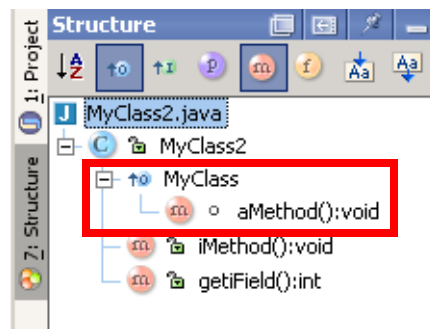 Structure
1: Project
7: Structure
MyClass2.java
MyClass2
MyClass
aMethod():void
iMethod():void
getiField():int